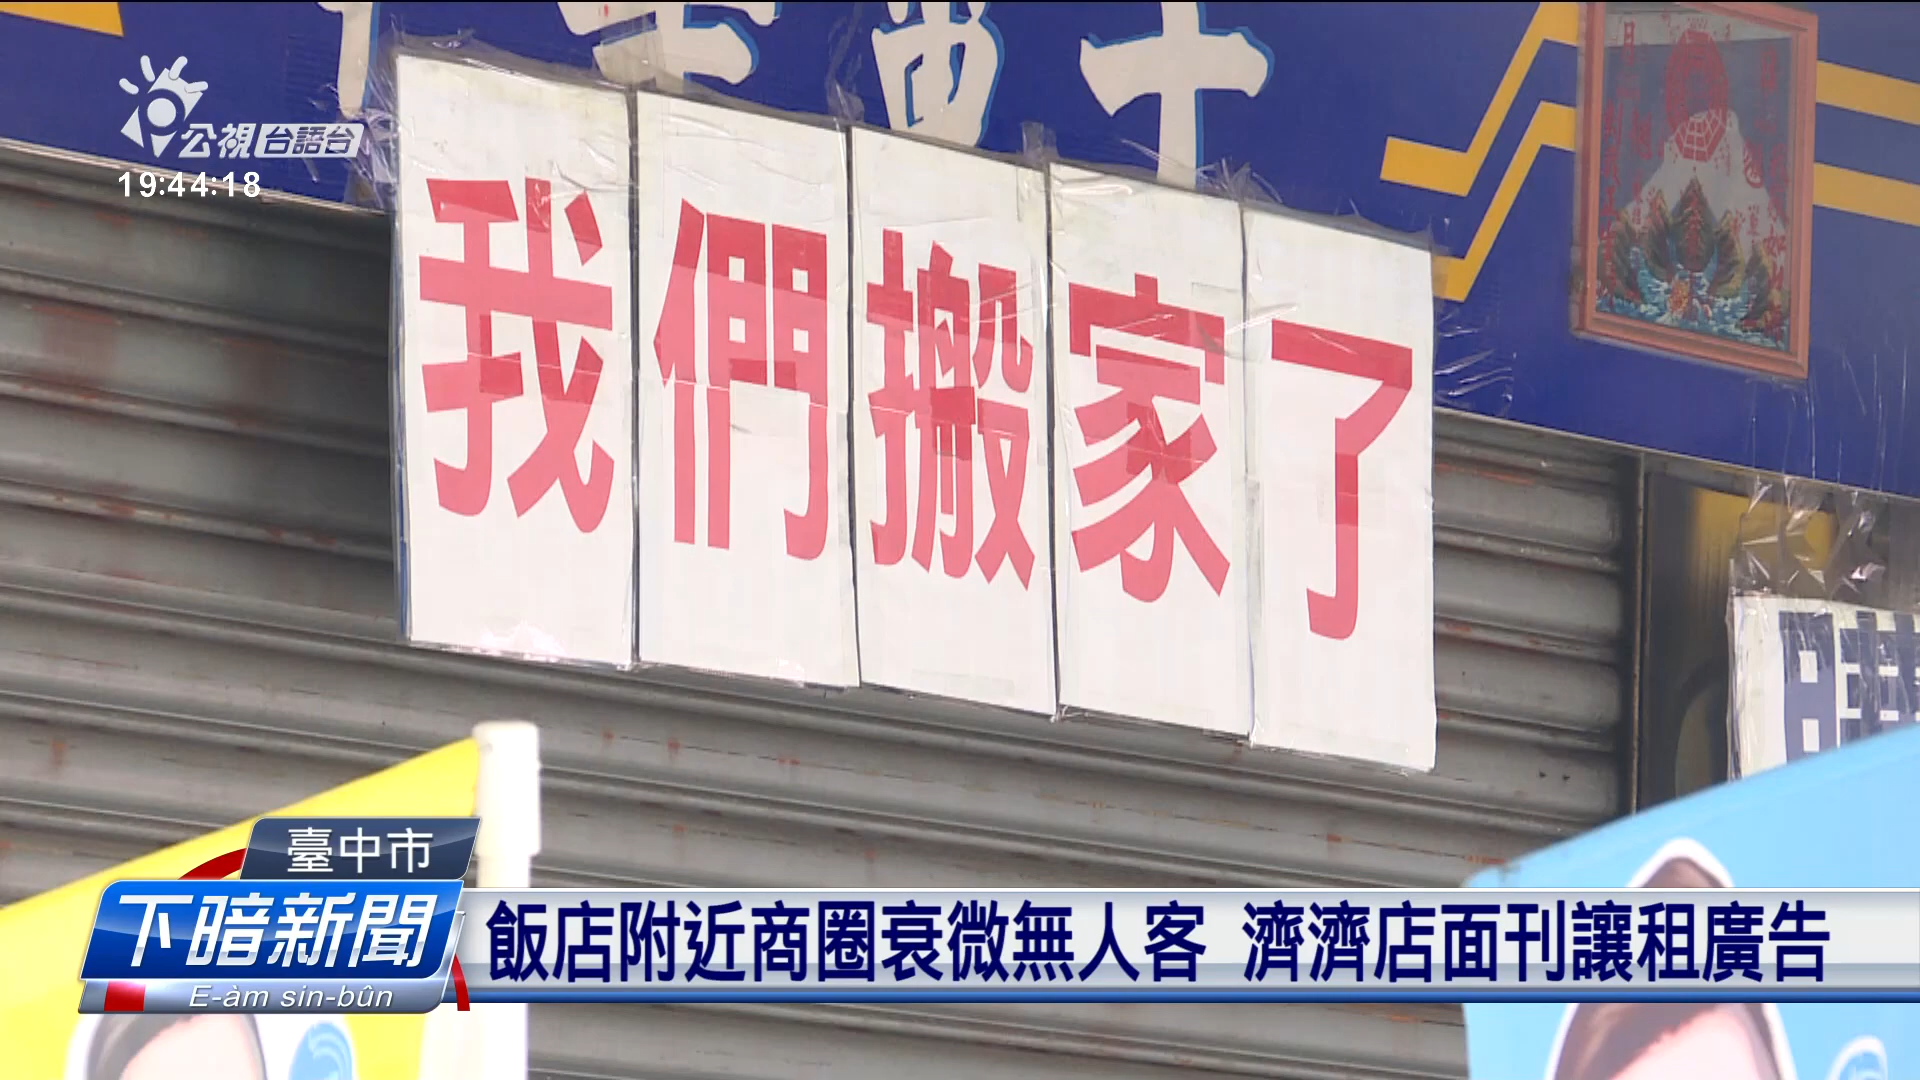 公視台語台
19:44:18
我們搬家了
臺中市
下暗新聞
E-àm sin-bûn
飯店附近商圈衰微無人客 濟濟店面刊讓租廣告